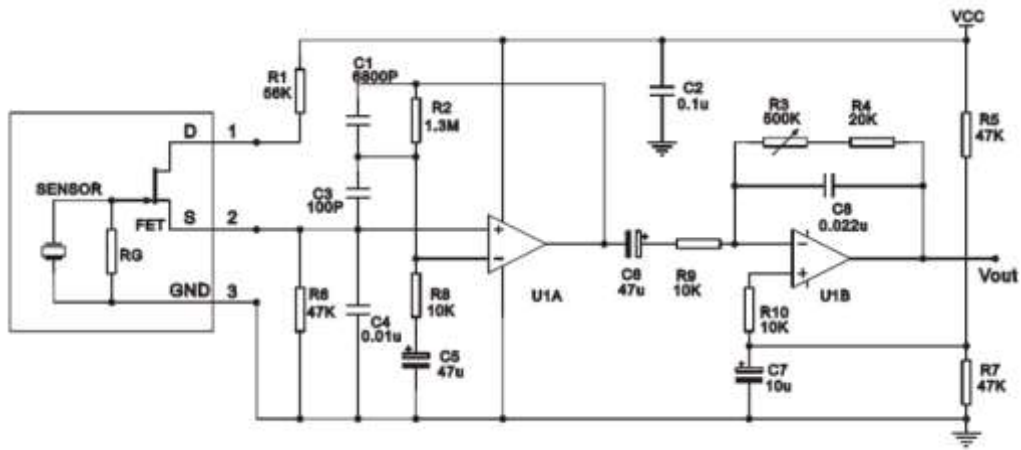 VCC
C1
6800P
R1
56K
R2
1.3M
C2
0.1u
R3
500K
R4
20K
R5
47K
D 1
SENSOR
FET
S 2
RG
GND 3
C3
100P
+
−
U1A
R6
47K
C4
0.01u
R8
10K
+
C5
47u
+
C6
47u
R9
10K
C8
0.022u
−
+
U1B
Vout
R10
10K
+
C7
10u
R7
47K